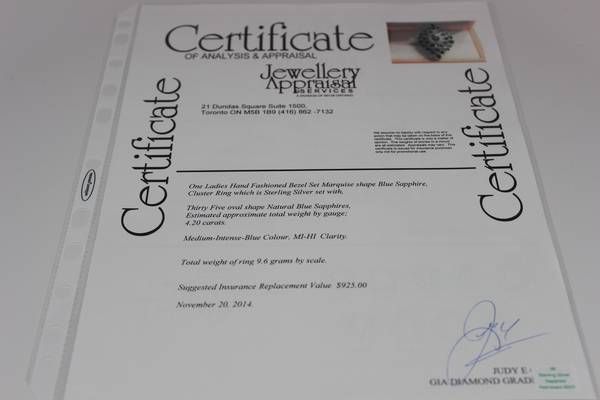 Certificate
OF ANALYSIS & APPRAISAL
Jewellery
Appraisal
SERVICES
21 Dundas Square Suite 1500,
Toronto ON M5B 1B9 (416) 862 -7132
Certificate
Certificate
One Ladies Hand Fashioned Bezel Set Marquise shape Blue Sapphire,
Cluster Ring which is Sterling Silver set with,
Thirty Five oval shape Natural Blue Sapphires,
Estimated approximate total weight by gauge;
4.20 carats.
Medium-Intense-Blue Colour, MI-HI Clarity.
Total weight of ring 9.6 grams by scale.
Suggested Insurance Replacement Value $925.00
November 20, 2014.
JUDY E
GIA DIAMOND GRAD
Sterling Silver
Sapphire